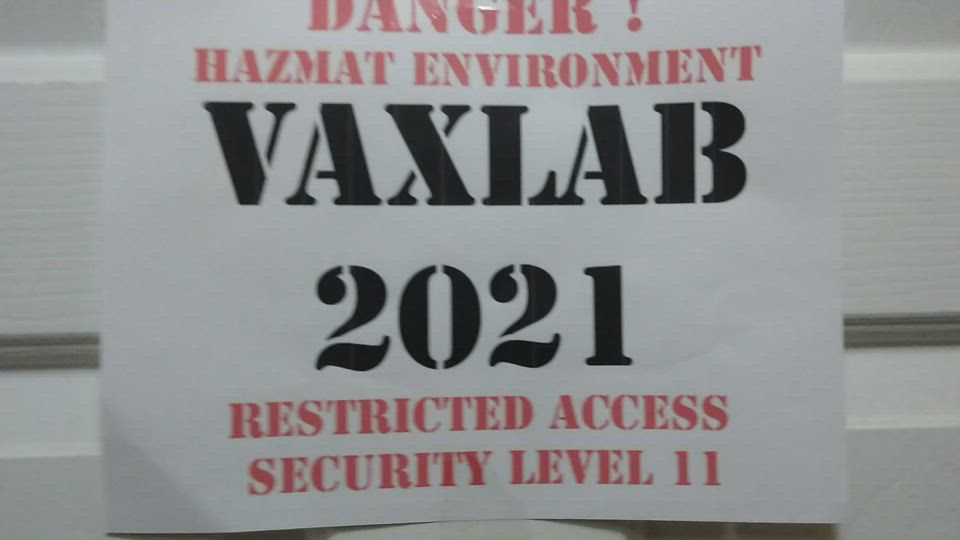 DANGER !
HAZMAT ENVIRONMENT
VAXLAB
2021
RESTRICTED ACCESS
SECURITY LEVEL 11